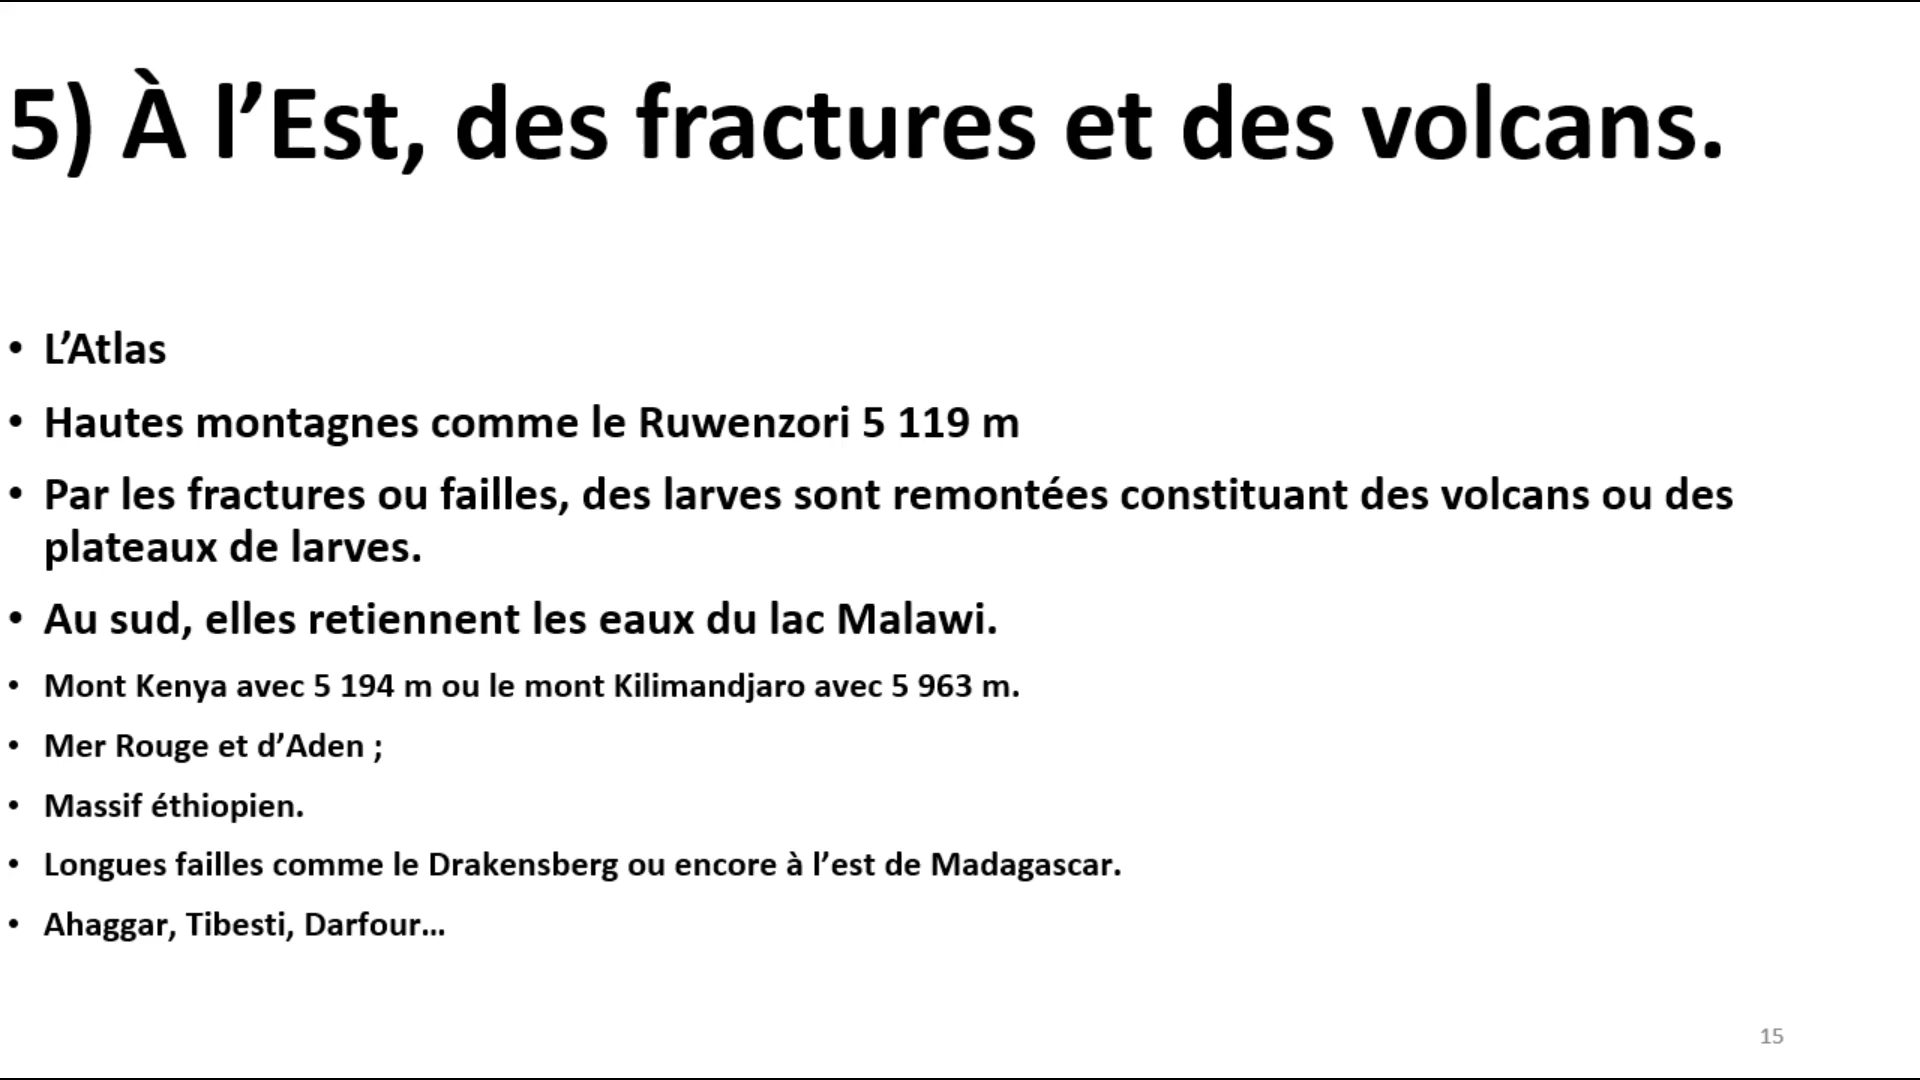 5) À l’Est, des fractures et des volcans.
• L’Atlas
• Hautes montagnes comme le Ruwenzori 5 119 m
• Par les fractures ou failles, des larves sont remontées constituant des volcans ou des
plateaux de larves.
• Au sud, elles retiennent les eaux du lac Malawi.
• Mont Kenya avec 5 194 m ou le mont Kilimandjaro avec 5 963 m.
• Mer Rouge et d’Aden ;
• Massif éthiopien.
• Longues failles comme le Drakensberg ou encore à l’est de Madagascar.
• Ahaggar, Tibesti, Darfour…
15